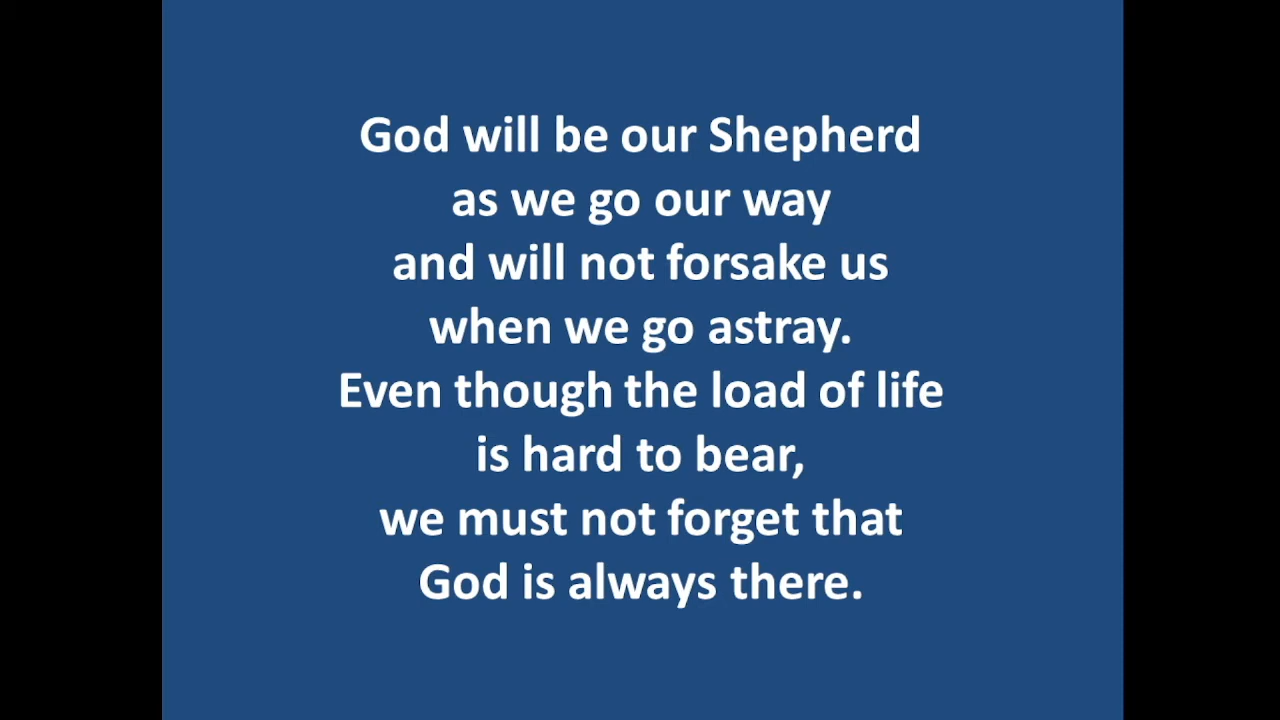 God will be our Shepherd
as we go our way
and will not forsake us
when we go astray.
Even though the load of life
is hard to bear,
we must not forget that
God is always there.